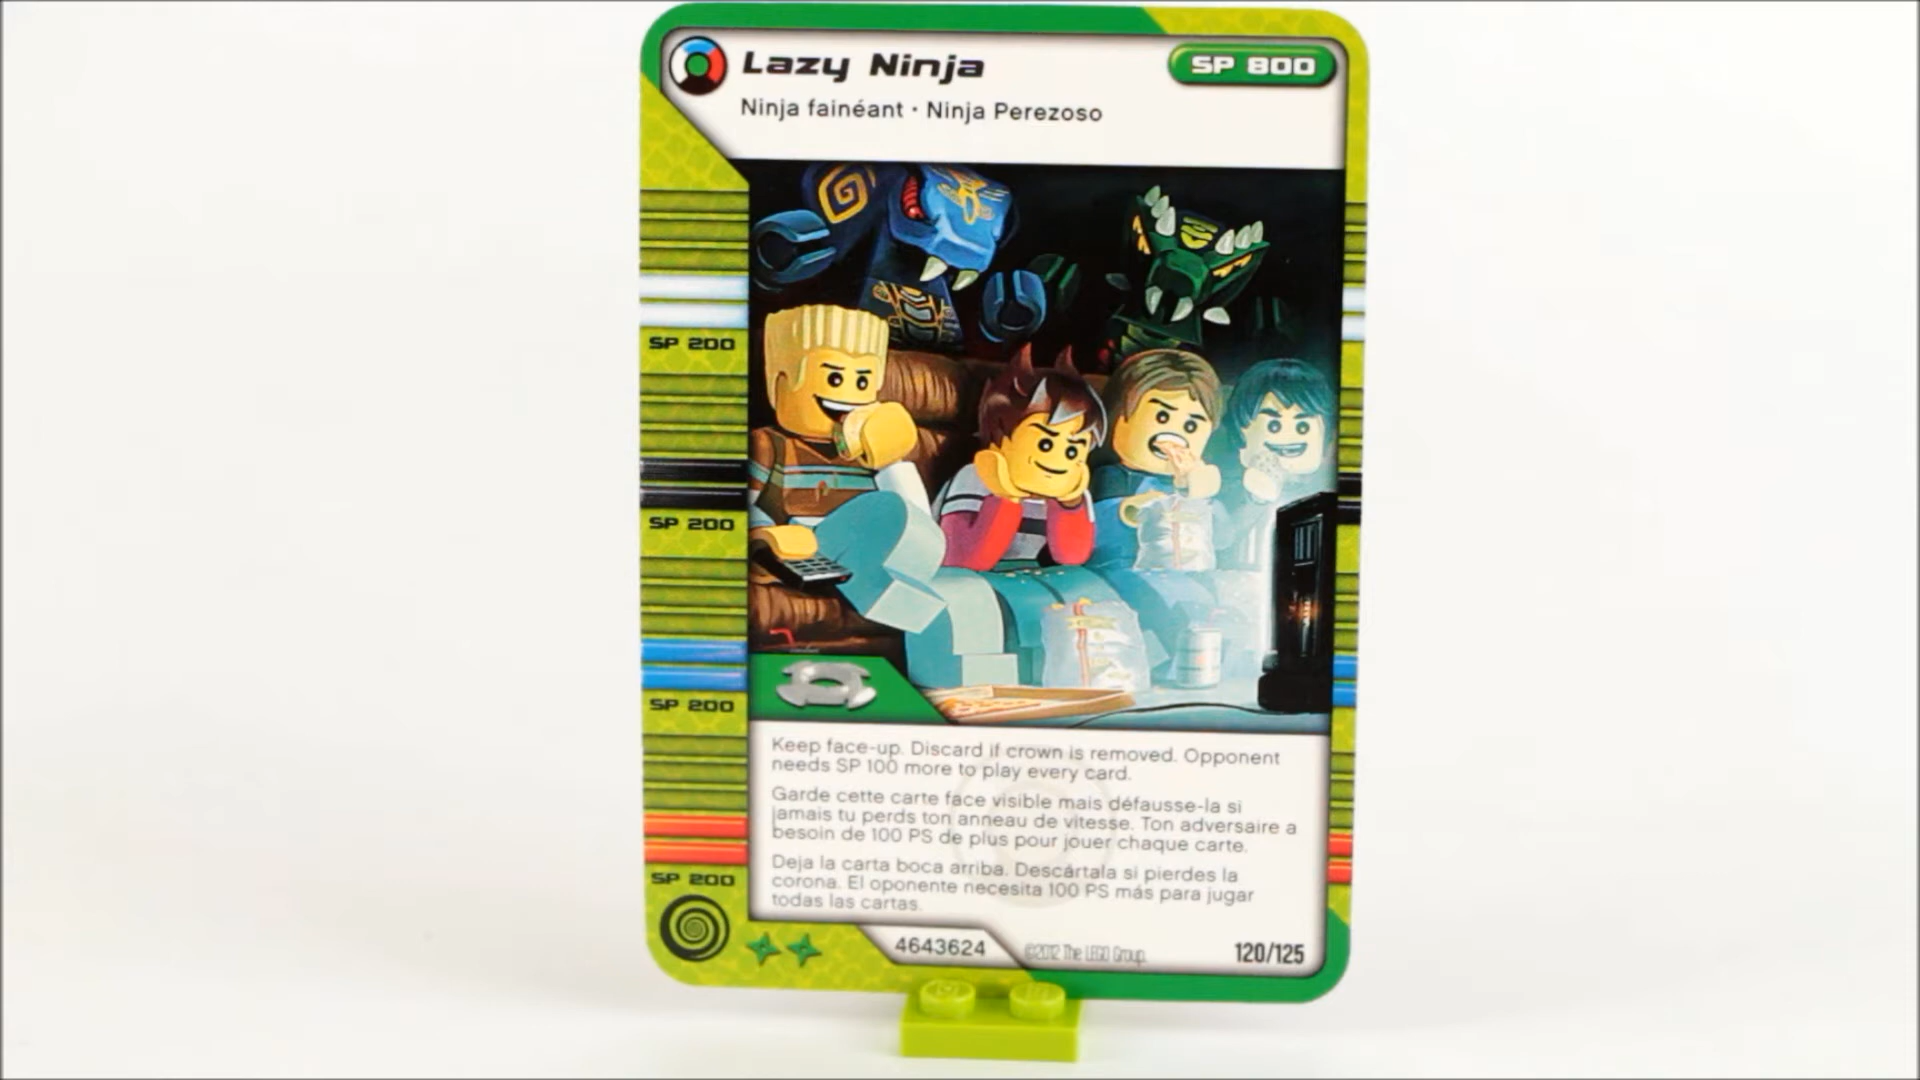 Lazy Ninja
SP 800
Ninja fainéant · Ninja Perezoso
SP 200
SP 200
SP 200
SP 200
Keep face-up. Discard if crown is removed. Opponent
needs SP 100 more to play every card.
Garde cette carte face visible mais défausse-la si
jamais tu perds ton anneau de vitesse. Ton adversaire a
besoin de 100 PS de plus pour jouer chaque carte.
Deja la carta boca arriba. Descártala si pierdes la
corona. El oponente necesita 100 PS más para jugar
todas las cartas.
4643624
©2012 The LEGO Group.
120/125